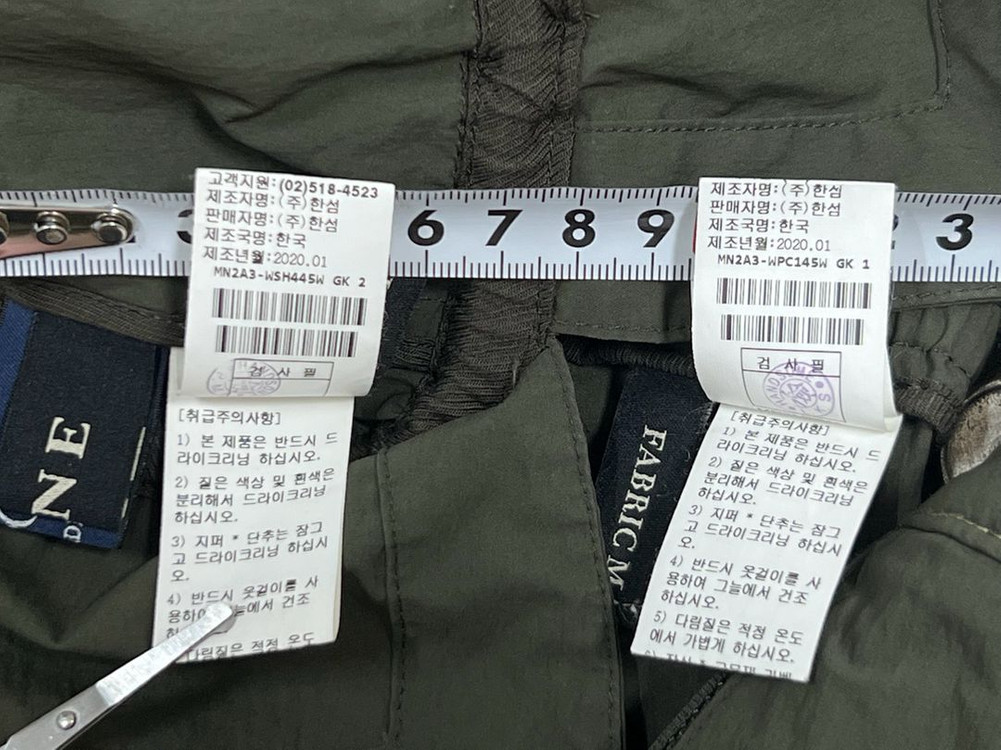 고객지원:(02)518-4523
제조자명:(주)한섬
판매자명:(주)한섬
제조국명:한국
제조년월:2020.01
MN2A3-WSH445W GK 2
검 사 필
[취급주의사항]
1) 본 제품은 반드시 드
라이크리닝 하십시오.
2) 짙은 색상 및 흰색은
분리해서 드라이크리닝
하십시오.
3) 지퍼 * 단추는 잠그
고 드라이크리닝 하십시
오.
4) 반드시 옷걸이를 사
용하여 그늘에서 건조
다림질은 적정 온도
제조자명:(주)한섬
판매자명:(주)한섬
제조국명:한국
제조년월:2020.01
MN2A3-WPC145W GK 1
검 사 필
[취급주의사항]
1) 본 제품은 반드시 드
라이크리닝 하십시오.
2) 짙은 색상 및 흰색은
분리해서 드라이크리닝
하십시오.
3) 지퍼 * 단추는 잠그
고 드라이크리닝 하십시
오.
4) 반드시 옷걸이를 사
용하여 그늘에서 건조
하십시오.
5) 다림질은 적정 온도
에서 가볍게 하십시오.
6 7 8 9 3
NE
FABRIC M